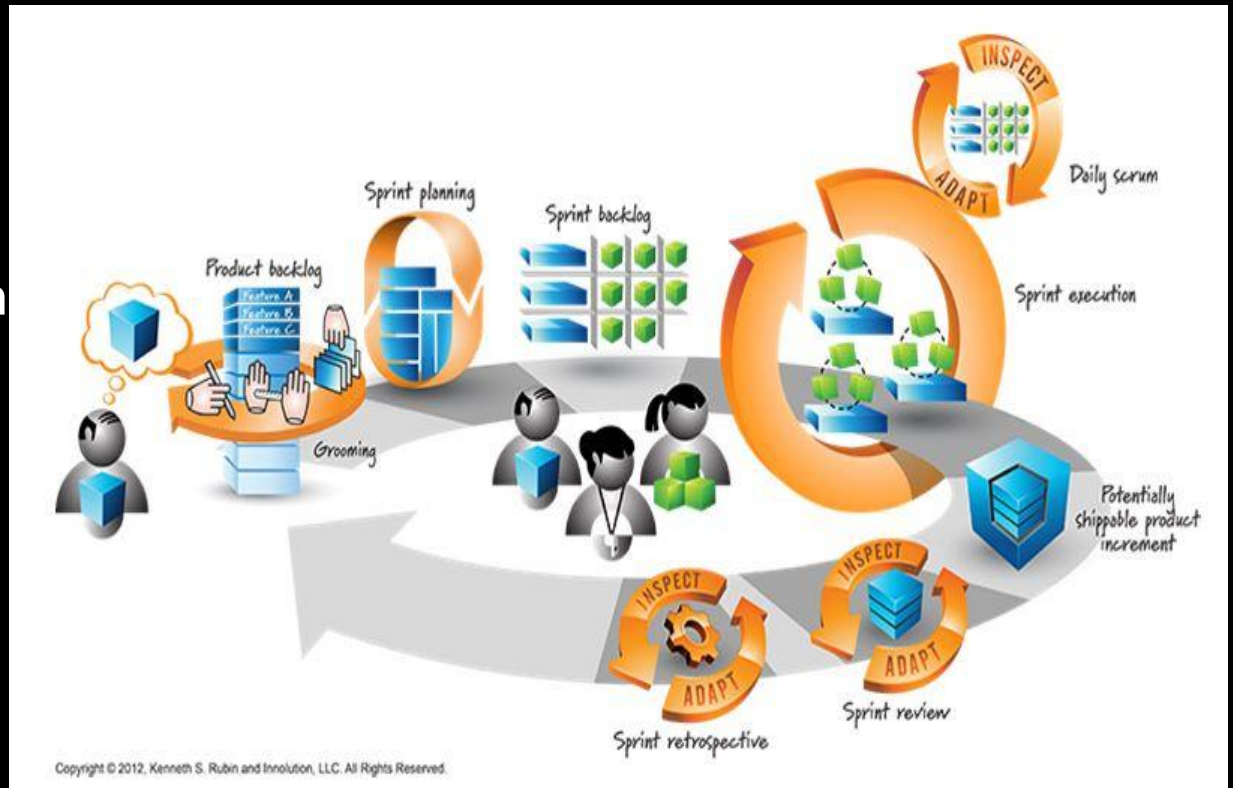 Sprint planning
Sprint backlog
Product backlog
Feature A
Feature B
Feature C
Grooming
INSPECT
ADAPT
Daily scrum
Sprint execution
Potentially
shippable product
increment
INSPECT
ADAPT
Sprint review
INSPECT
ADAPT
Sprint retrospective
Copyright © 2012, Kenneth S. Rubin and Innolution, LLC. All Rights Reserved.